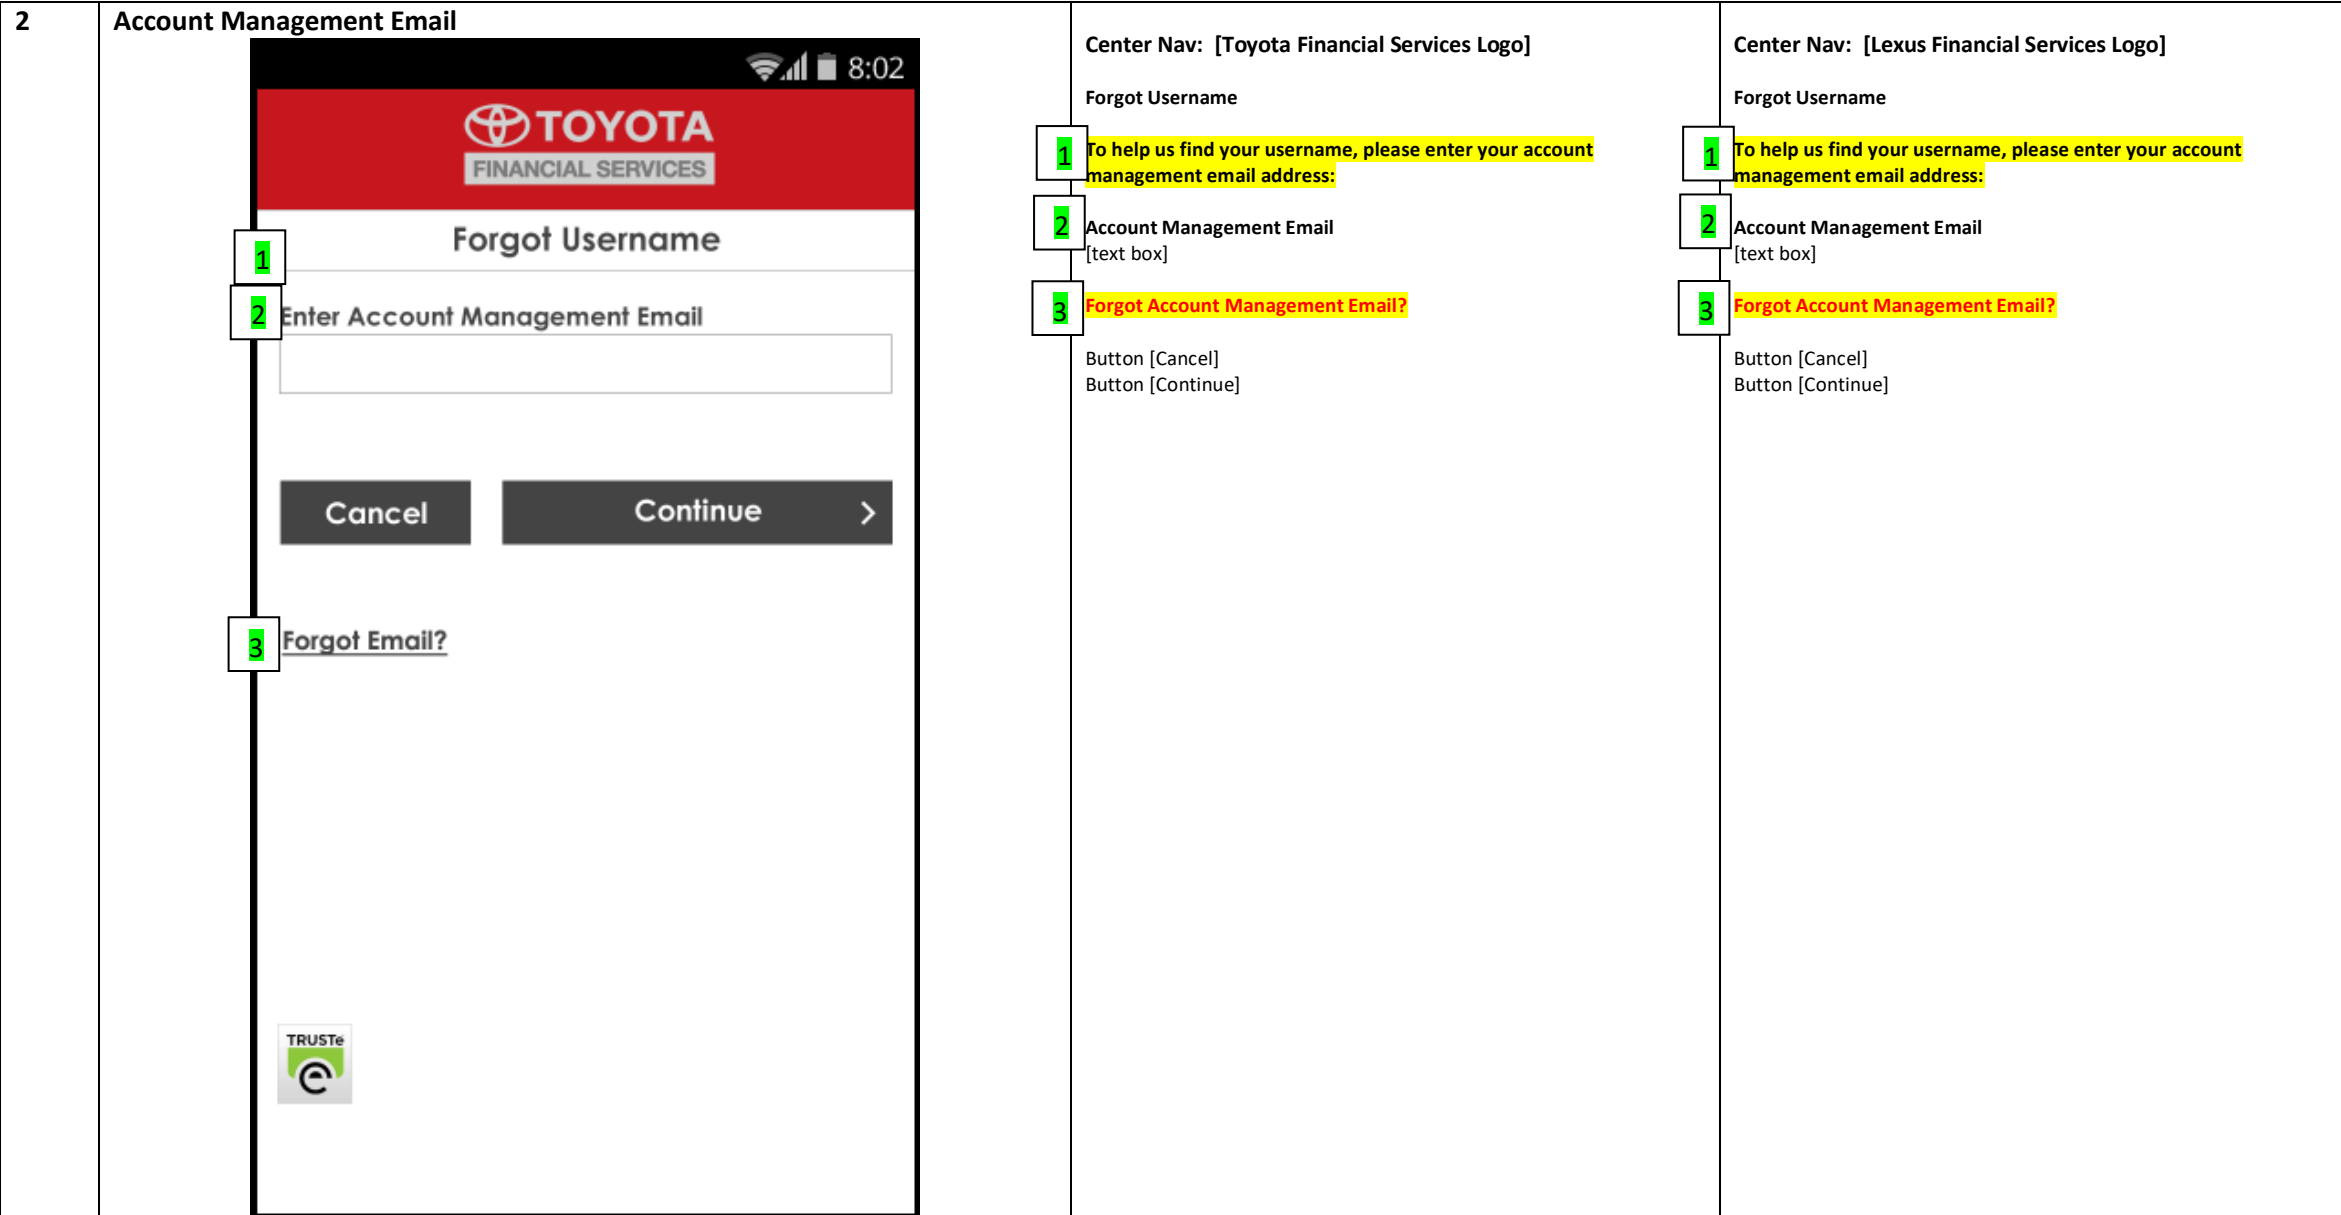 2
Account Management Email
8:02
TOYOTA
FINANCIAL SERVICES
Forgot Username
1
2
Enter Account Management Email
Cancel
Continue
3
Forgot Email?
TRUSTe
e
Center Nav:  [Toyota Financial Services Logo]
Forgot Username
1
To help us find your username, please enter your account
management email address:
2
Account Management Email
[text box]
3
Forgot Account Management Email?
Button [Cancel]
Button [Continue]
Center Nav:  [Lexus Financial Services Logo]
Forgot Username
1
To help us find your username, please enter your account
management email address:
2
Account Management Email
[text box]
3
Forgot Account Management Email?
Button [Cancel]
Button [Continue]